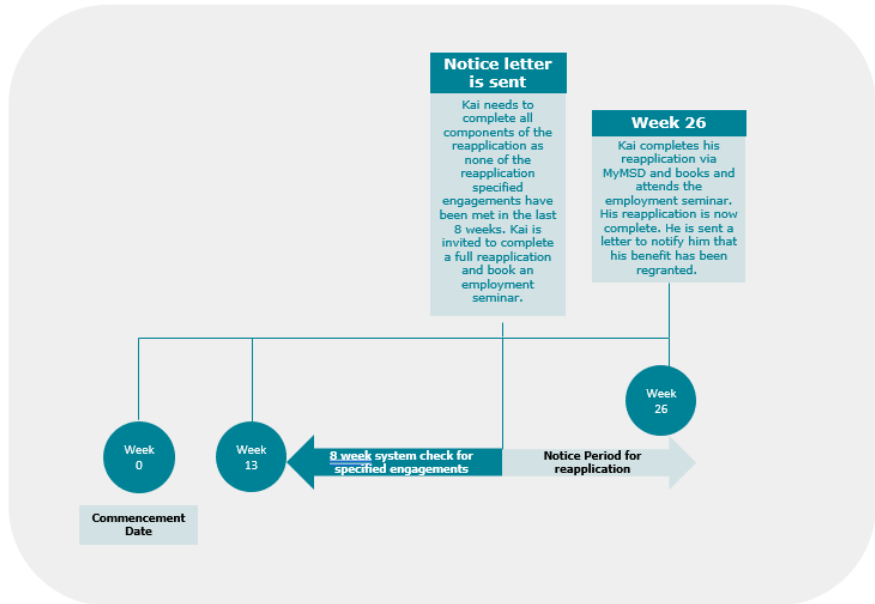 Notice letter
is sent
Kai needs to
complete all
components of the
reapplication as
none of the
reapplication
specified
engagements have
been met in the last
8 weeks. Kai is
invited to complete
a full reapplication
and book an
employment
seminar.
Week 26
Kai completes his
reapplication via
MyMSD and books and
attends the
employment seminar.
His reapplication is now
complete. He is sent a
letter to notify him that
his benefit has been
regranted.
Week
0
Week
13
8 week system check for
specified engagements
Notice Period for
reapplication
Week
26
Commencement
Date